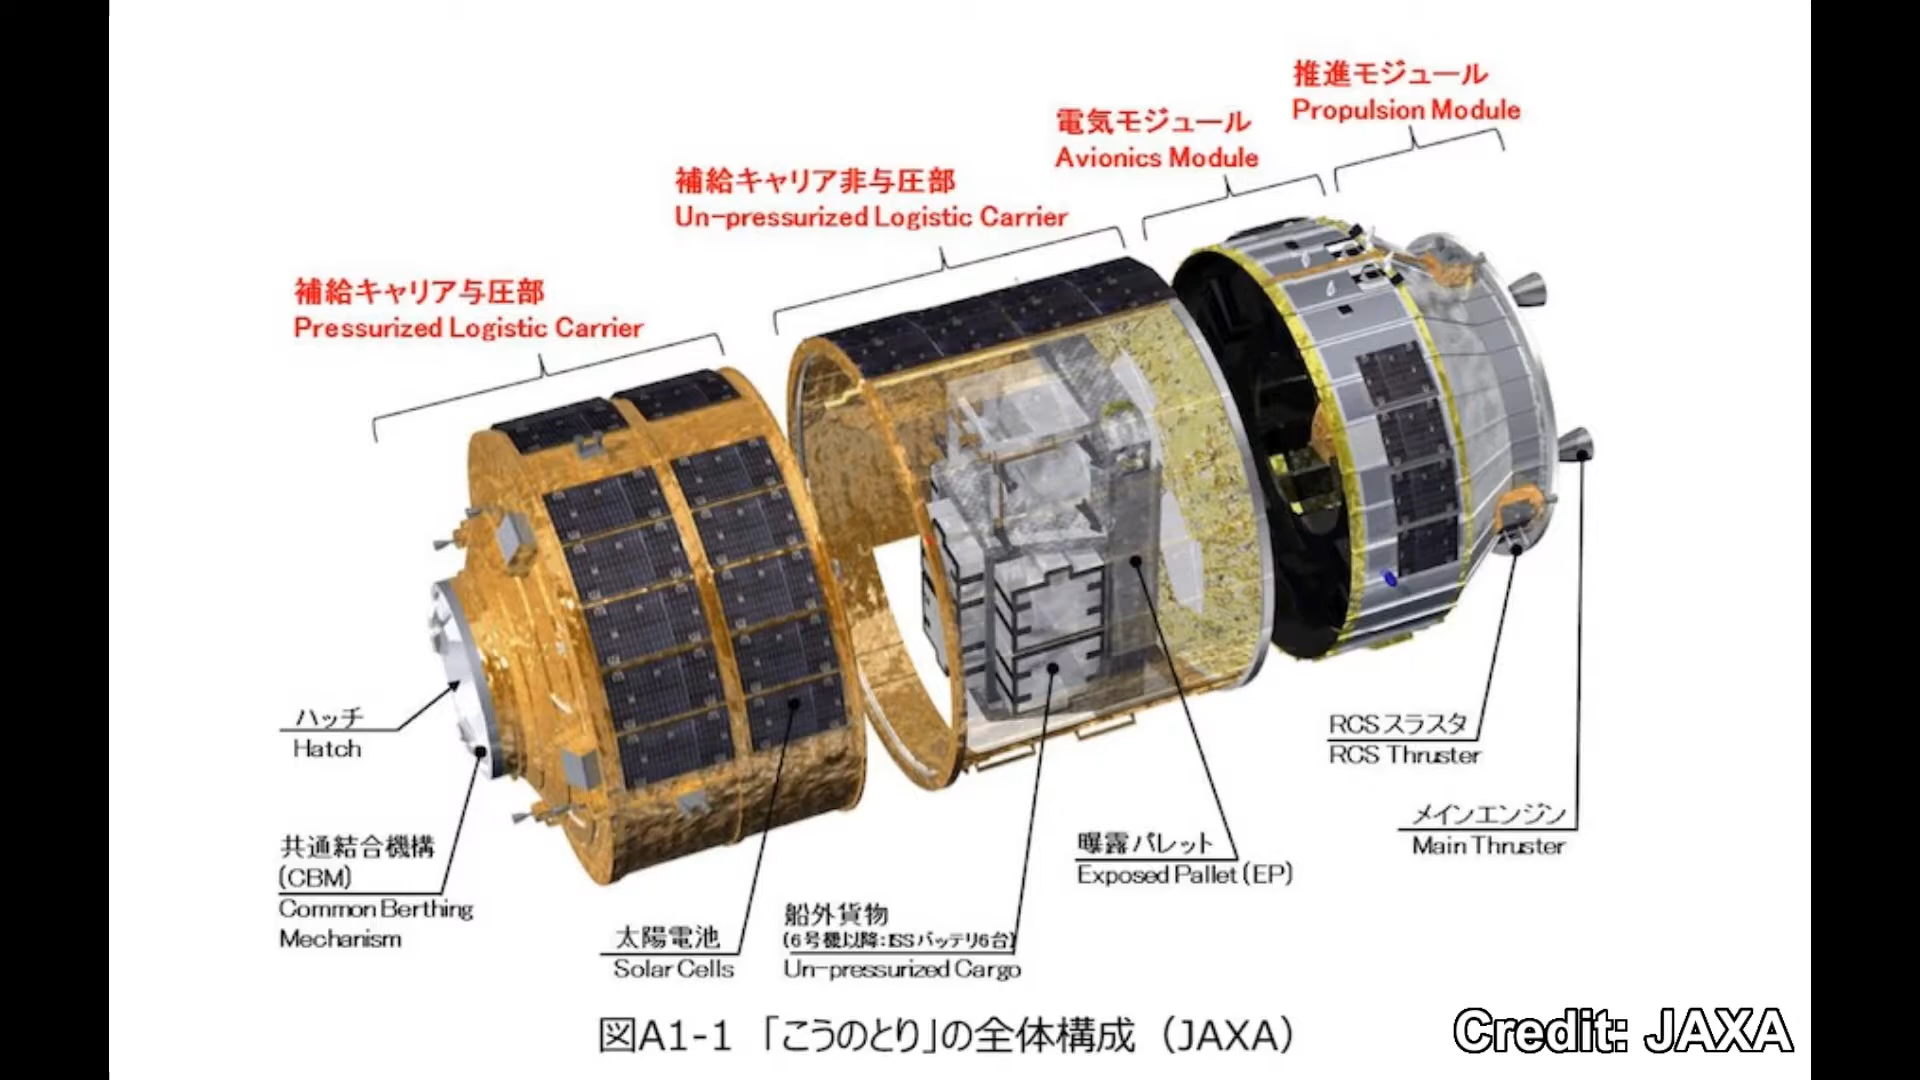 推進モジュール
Propulsion Module
電気モジュール
Avionics Module
補給キャリア非与圧部
Un-pressurized Logistic Carrier
補給キャリア与圧部
Pressurized Logistic Carrier
ハッチ
Hatch
共通結合機構
(CBM)
Common Berthing
Mechanism
太陽電池
Solar Cells
船外貨物
(6号機以降:ISSバッテリ6台)
Un-pressurized Cargo
曝露パレット
Exposed Pallet (EP)
RCSスラスタ
RCS Thruster
メインエンジン
Main Thruster
図A1-1 「こうのとり」の全体構成（JAXA）
Credit: JAXA